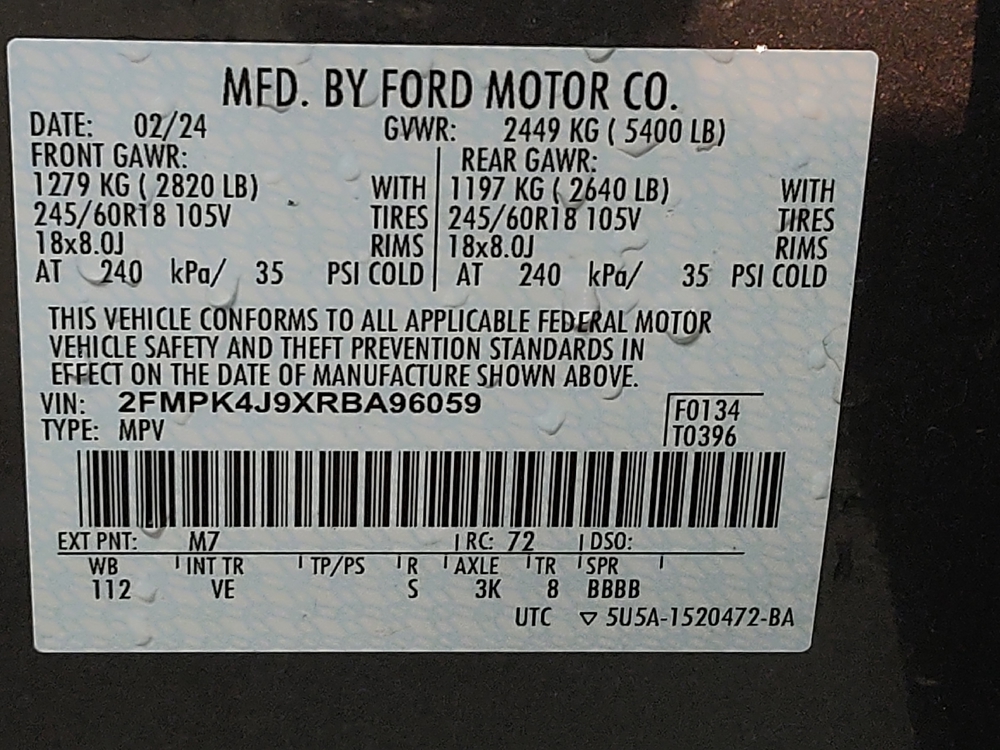 MFD. BY FORD MOTOR CO.
DATE: 02/24 GVWR: 2449 KG ( 5400 LB)
FRONT GAWR: REAR GAWR:
1279 KG ( 2820 LB) WITH 1197 KG ( 2640 LB) WITH
245/60R18 105V TIRES 245/60R18 105V TIRES
18x8.0J RIMS 18x8.0J RIMS
AT 240 kPa/ 35 PSI COLD AT 240 kPa/ 35 PSI COLD
THIS VEHICLE CONFORMS TO ALL APPLICABLE FEDERAL MOTOR
VEHICLE SAFETY AND THEFT PREVENTION STANDARDS IN
EFFECT ON THE DATE OF MANUFACTURE SHOWN ABOVE.
VIN: 2FMPK4J9XRBA96059 F0134
TYPE: MPV T0396
EXT PNT: M7 RC: 72 DSO:
WB INT TR TP/PS R AXLE TR SPR
112 VE S 3K 8 BBBB
UTC ▽ 5U5A-1520472-BA